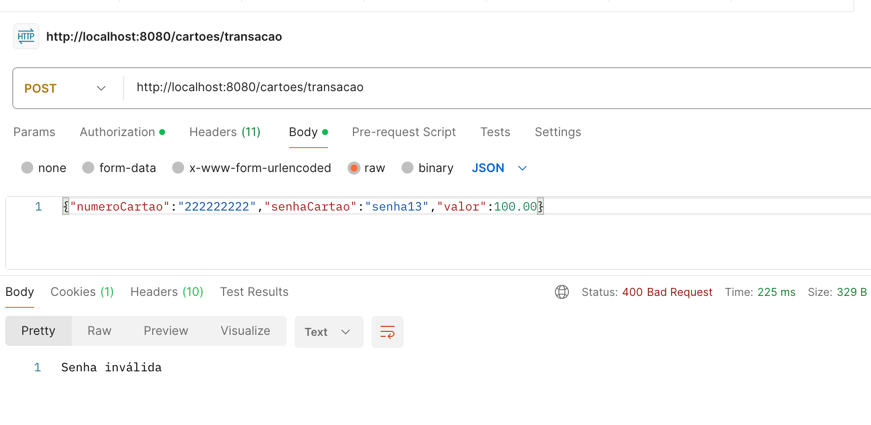 HTTP http://localhost:8080/cartoes/transacao
POST http://localhost:8080/cartoes/transacao
Params Authorization Headers (11) Body Pre-request Script Tests Settings
none form-data x-www-form-urlencoded raw binary JSON
1 {"numeroCartao":"222222222","senhaCartao":"senha13","valor":100.00}
Body Cookies (1) Headers (10) Test Results Status: 400 Bad Request Time: 225 ms Size: 329 B
Pretty Raw Preview Visualize Text
1 Senha inválida